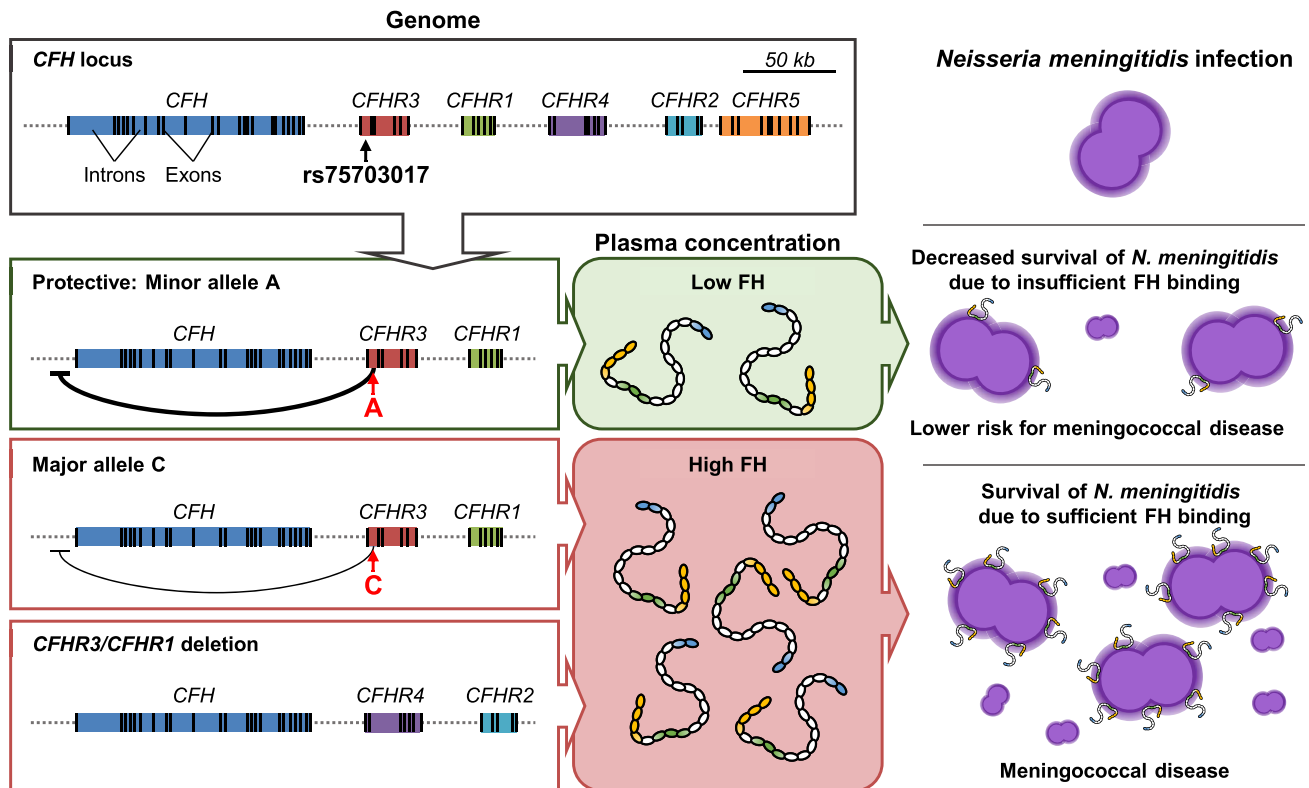 Genome
CFH locus
50 kb
CFH
CFHR3
CFHR1
CFHR4
CFHR2
CFHR5
Introns
Exons
rs75703017
Neisseria meningitidis infection
Protective: Minor allele A
CFH
CFHR3
CFHR1
A
Plasma concentration
Low FH
Decreased survival of N. meningitidis
due to insufficient FH binding
Lower risk for meningococcal disease
Major allele C
CFH
CFHR3
CFHR1
C
CFHR3/CFHR1 deletion
CFH
CFHR4
CFHR2
High FH
Survival of N. meningitidis
due to sufficient FH binding
Meningococcal disease